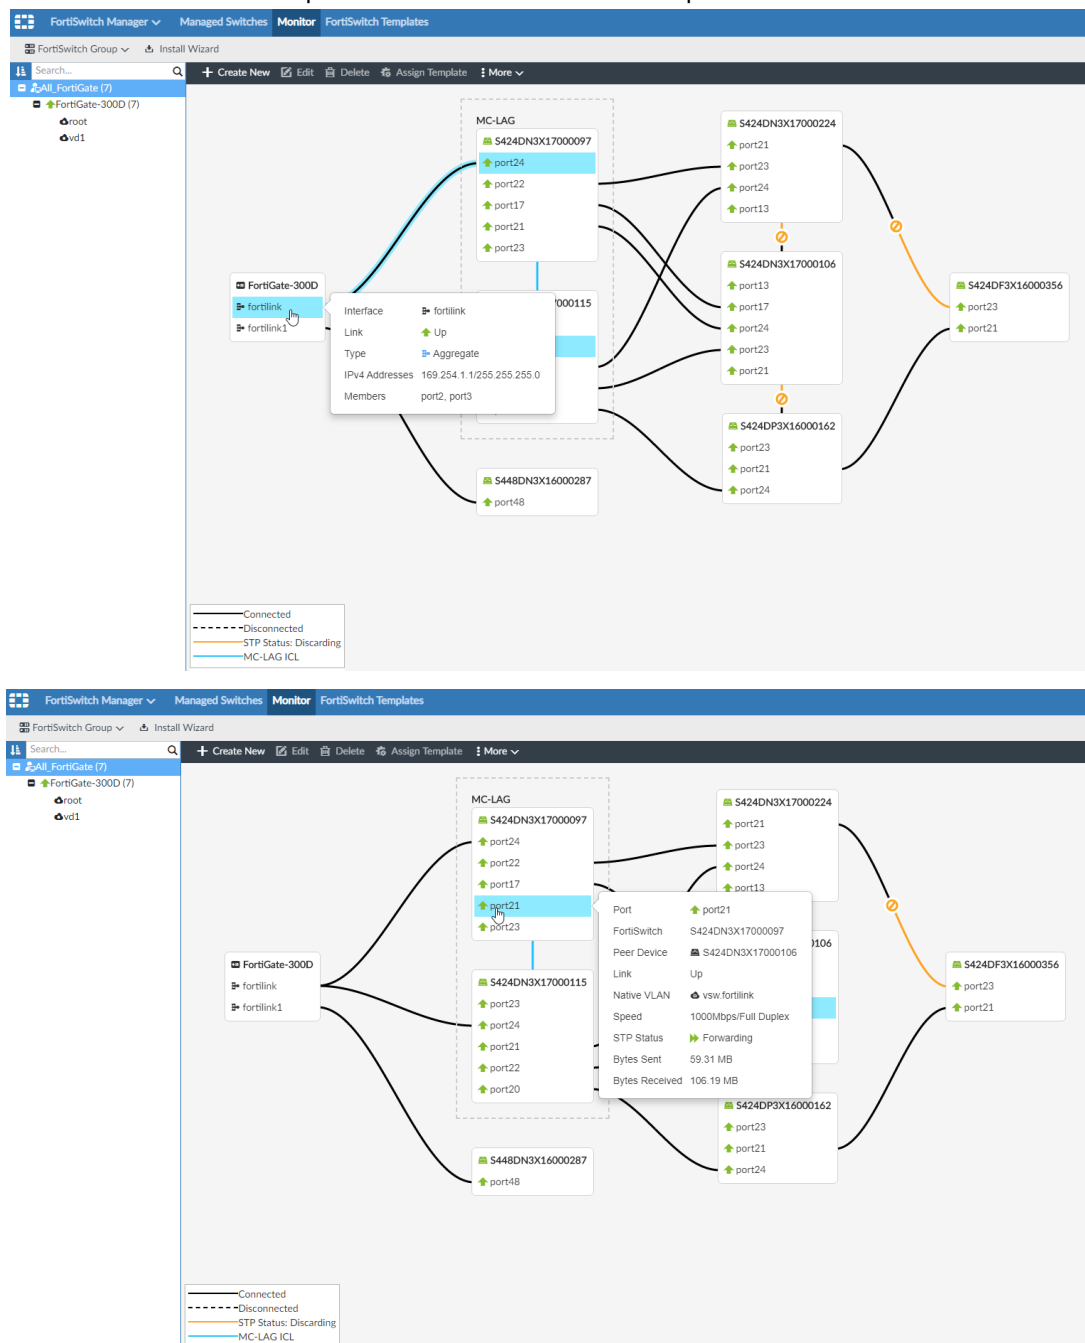 FortiSwitch Manager Managed Switches Monitor FortiSwitch Templates
FortiSwitch Group Install Wizard
Search... + Create New Edit Delete Assign Template More
All_FortiGate (7)
FortiGate-300D (7)
root
vd1
MC-LAG
S424DN3X17000097
port24
port22
port17
port21
port23
FortiGate-300D
fortilink
fortilink1
Interface fortilink
Link Up
Type Aggregate
IPv4 Addresses 169.254.1.1/255.255.255.0
Members port2, port3
000115
S448DN3X16000287
port48
S424DN3X17000224
port21
port23
port24
port13
S424DN3X17000106
port13
port17
port24
port23
port21
S424DP3X16000162
port23
port21
port24
S424DF3X16000356
port23
port21
Connected
Disconnected
STP Status: Discarding
MC-LAG ICL
FortiSwitch Manager Managed Switches Monitor FortiSwitch Templates
FortiSwitch Group Install Wizard
Search... + Create New Edit Delete Assign Template More
All_FortiGate (7)
FortiGate-300D (7)
root
vd1
MC-LAG
S424DN3X17000097
port24
port22
port17
port21
port23
FortiGate-300D
fortilink
fortilink1
S424DN3X17000115
port23
port24
port21
port22
port20
S448DN3X16000287
port48
S424DN3X17000224
port21
port23
port24
port13
Port port21
FortiSwitch S424DN3X17000097
Peer Device S424DN3X17000106
Link Up
Native VLAN vsw.fortilink
Speed 1000Mbps/Full Duplex
STP Status Forwarding
Bytes Sent 59.31 MB
Bytes Received 106.19 MB
0106
S424DP3X16000162
port23
port21
port24
S424DF3X16000356
port23
port21
Connected
Disconnected
STP Status: Discarding
MC-LAG ICL